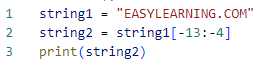 1 string1 = "EASYLEARNING.COM"
2 string2 = string1[-13:-4]
3 print(string2)